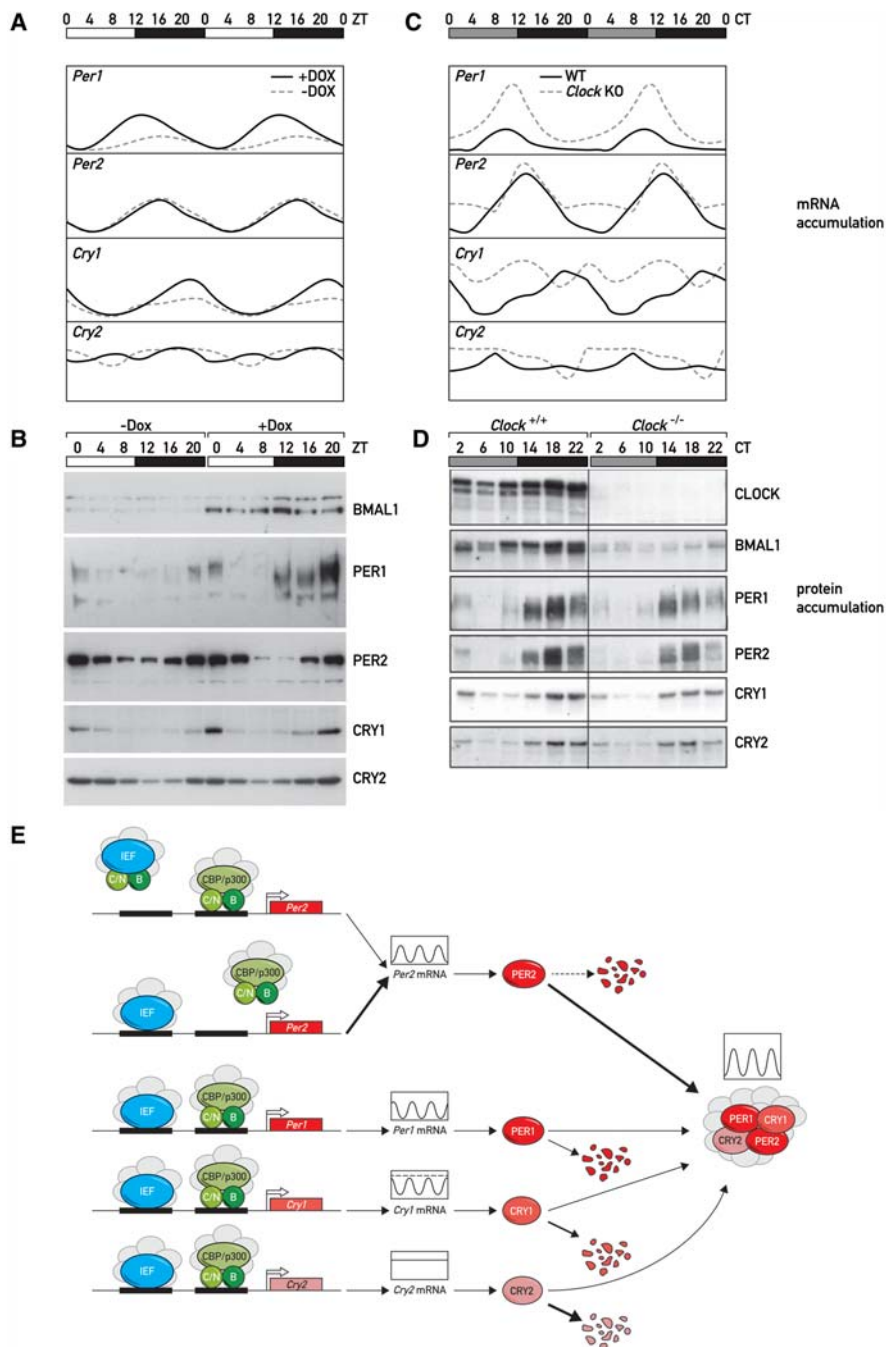 A
0 4 8 12 16 20 0 4 8 12 16 20 0 ZT
Per1
+DOX
-DOX
Per2
Cry1
Cry2
C
0 4 8 12 16 20 0 4 8 12 16 20 0 CT
Per1
WT
Clock KO
Per2
Cry1
Cry2
mRNA
accumulation
B
-Dox +Dox
0 4 8 12 16 20 0 4 8 12 16 20 ZT
BMAL1
PER1
PER2
CRY1
CRY2
D
Clock +/+ Clock -/-
2 6 10 14 18 22 2 6 10 14 18 22 CT
CLOCK
BMAL1
PER1
PER2
CRY1
CRY2
protein
accumulation
E
IEF
C/N B
CBP/p300
C/N B
Per2
IEF
CBP/p300
C/N B
Per2
Per2 mRNA
PER2
IEF
CBP/p300
C/N B
Per1
Per1 mRNA
PER1
IEF
CBP/p300
C/N B
Cry1
Cry1 mRNA
CRY1
IEF
CBP/p300
C/N B
Cry2
Cry2 mRNA
CRY2
PER1 CRY1
CRY2 PER2